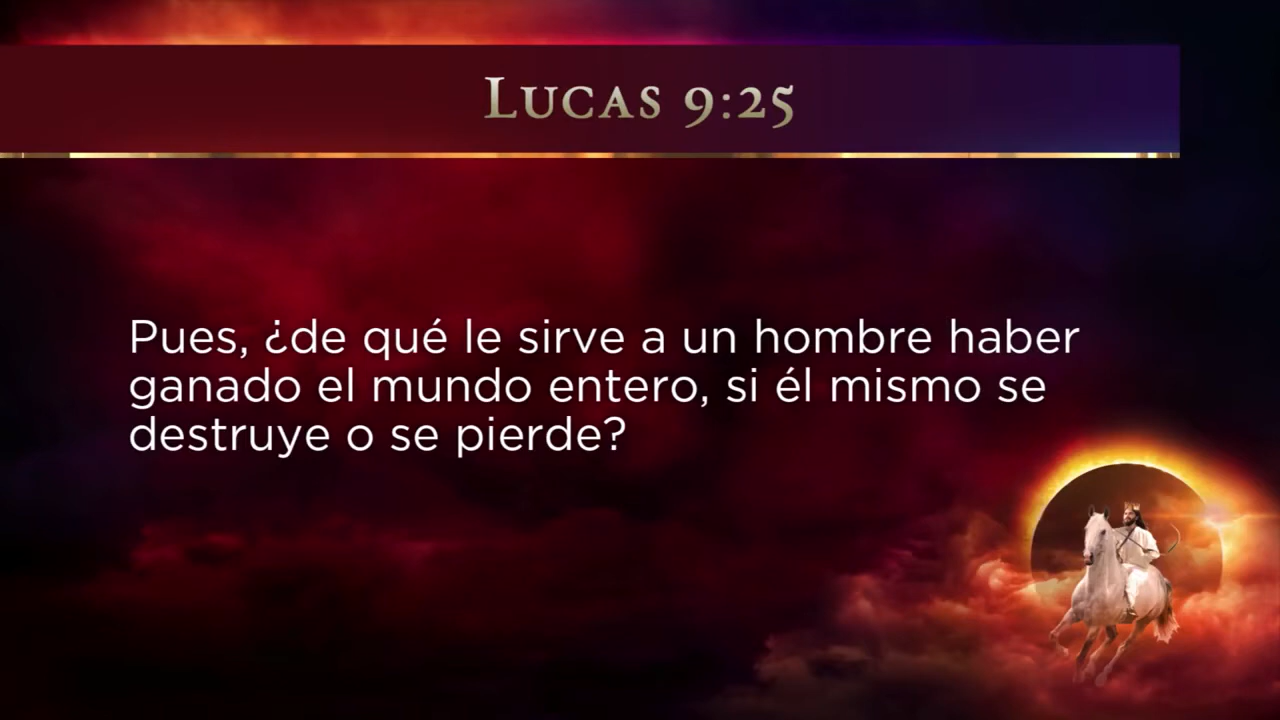 Lucas 9:25
Pues, ¿de qué le sirve a un hombre haber
ganado el mundo entero, si él mismo se
destruye o se pierde?